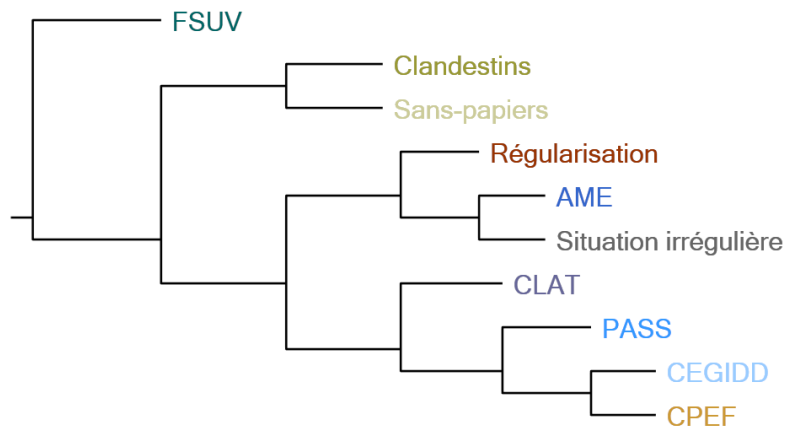 FSUV
Clandestins
Sans-papiers
Régularisation
AME
Situation irrégulière
CLAT
PASS
CEGIDD
CPEF